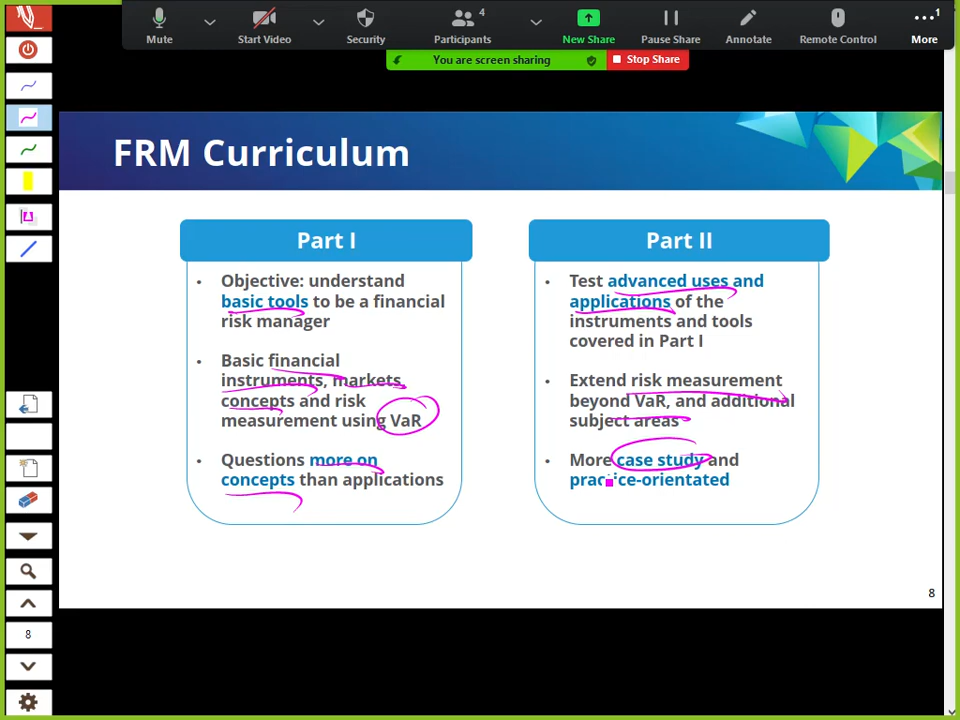 4
1
Mute
Start Video
Security
Participants
New Share
Pause Share
Annotate
Remote Control
More
You are screen sharing
Stop Share
FRM Curriculum
Part I
• Objective: understand
basic tools to be a financial
risk manager
• Basic financial
instruments, markets,
concepts and risk
measurement using VaR
• Questions more on
concepts than applications
Part II
• Test advanced uses and
applications of the
instruments and tools
covered in Part I
• Extend risk measurement
beyond VaR, and additional
subject areas
• More case study and
practice-orientated
8
8